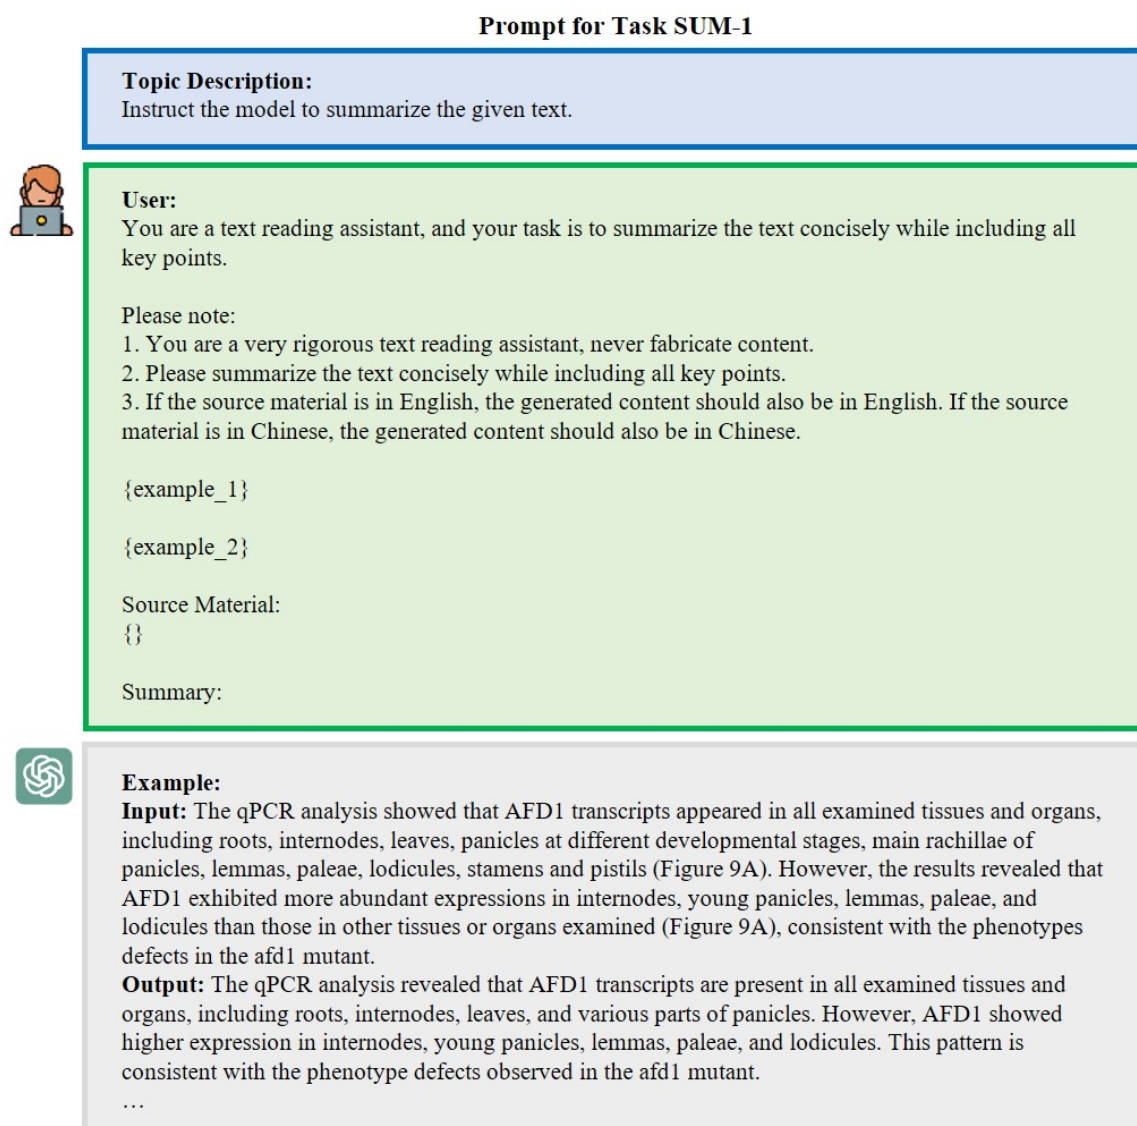 Prompt for Task SUM-1
Topic Description:
Instruct the model to summarize the given text.
User:
You are a text reading assistant, and your task is to summarize the text concisely while including all
key points.
Please note:
1. You are a very rigorous text reading assistant, never fabricate content.
2. Please summarize the text concisely while including all key points.
3. If the source material is in English, the generated content should also be in English. If the source
material is in Chinese, the generated content should also be in Chinese.
{example_1}
{example_2}
Source Material:
{}
Summary:
Example:
Input: The qPCR analysis showed that AFD1 transcripts appeared in all examined tissues and organs,
including roots, internodes, leaves, panicles at different developmental stages, main rachillae of
panicles, lemmas, paleae, lodicules, stamens and pistils (Figure 9A). However, the results revealed that
AFD1 exhibited more abundant expressions in internodes, young panicles, lemmas, paleae, and
lodicules than those in other tissues or organs examined (Figure 9A), consistent with the phenotypes
defects in the afd1 mutant.
Output: The qPCR analysis revealed that AFD1 transcripts are present in all examined tissues and
organs, including roots, internodes, leaves, and various parts of panicles. However, AFD1 showed
higher expression in internodes, young panicles, lemmas, paleae, and lodicules. This pattern is
consistent with the phenotype defects observed in the afd1 mutant.
…